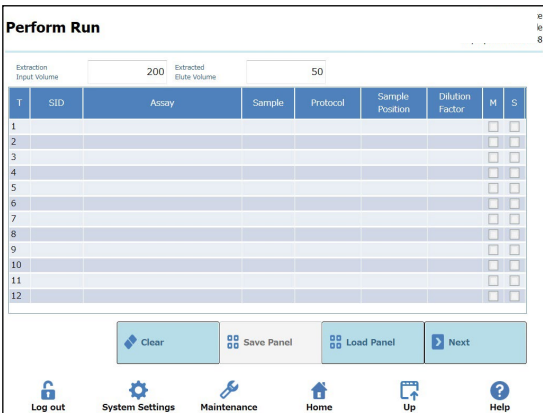 Perform Run
Extraction
Input Volume
200
Extracted
Elute Volume
50
T SID Assay Sample Protocol Sample Position Dilution Factor M S
1
2
3
4
5
6
7
8
9
10
11
12
Clear Save Panel Load Panel Next
Log out System Settings Maintenance Home Up Help